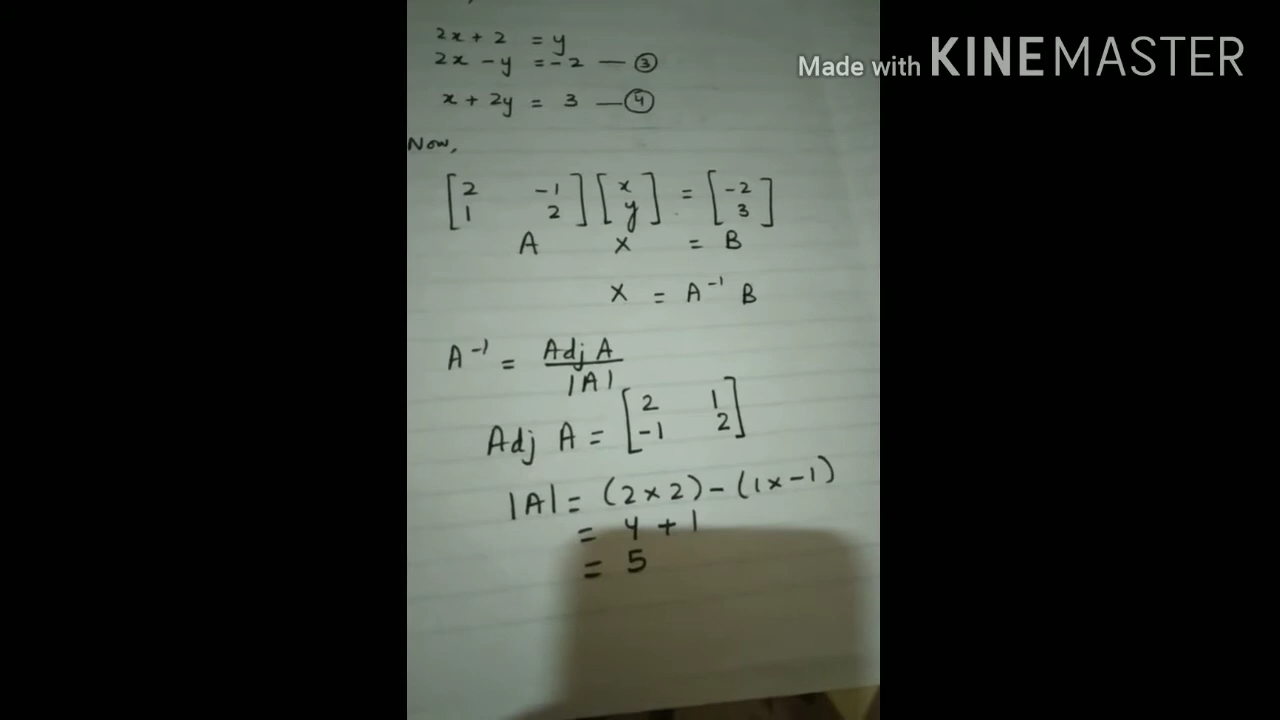 2x + 2 = y
2x - y = -2 — ③
x + 2y = 3 — ④
Now,
[2 -1] [x] = [-2]
[1 2] [y] [3]
A X = B
X = A⁻¹ B
A⁻¹ = Adj A
|A|
Adj A = [2 1]
[-1 2]
|A| = (2×2) - (1×-1)
= 4 + 1
= 5
Made with KINEMASTER